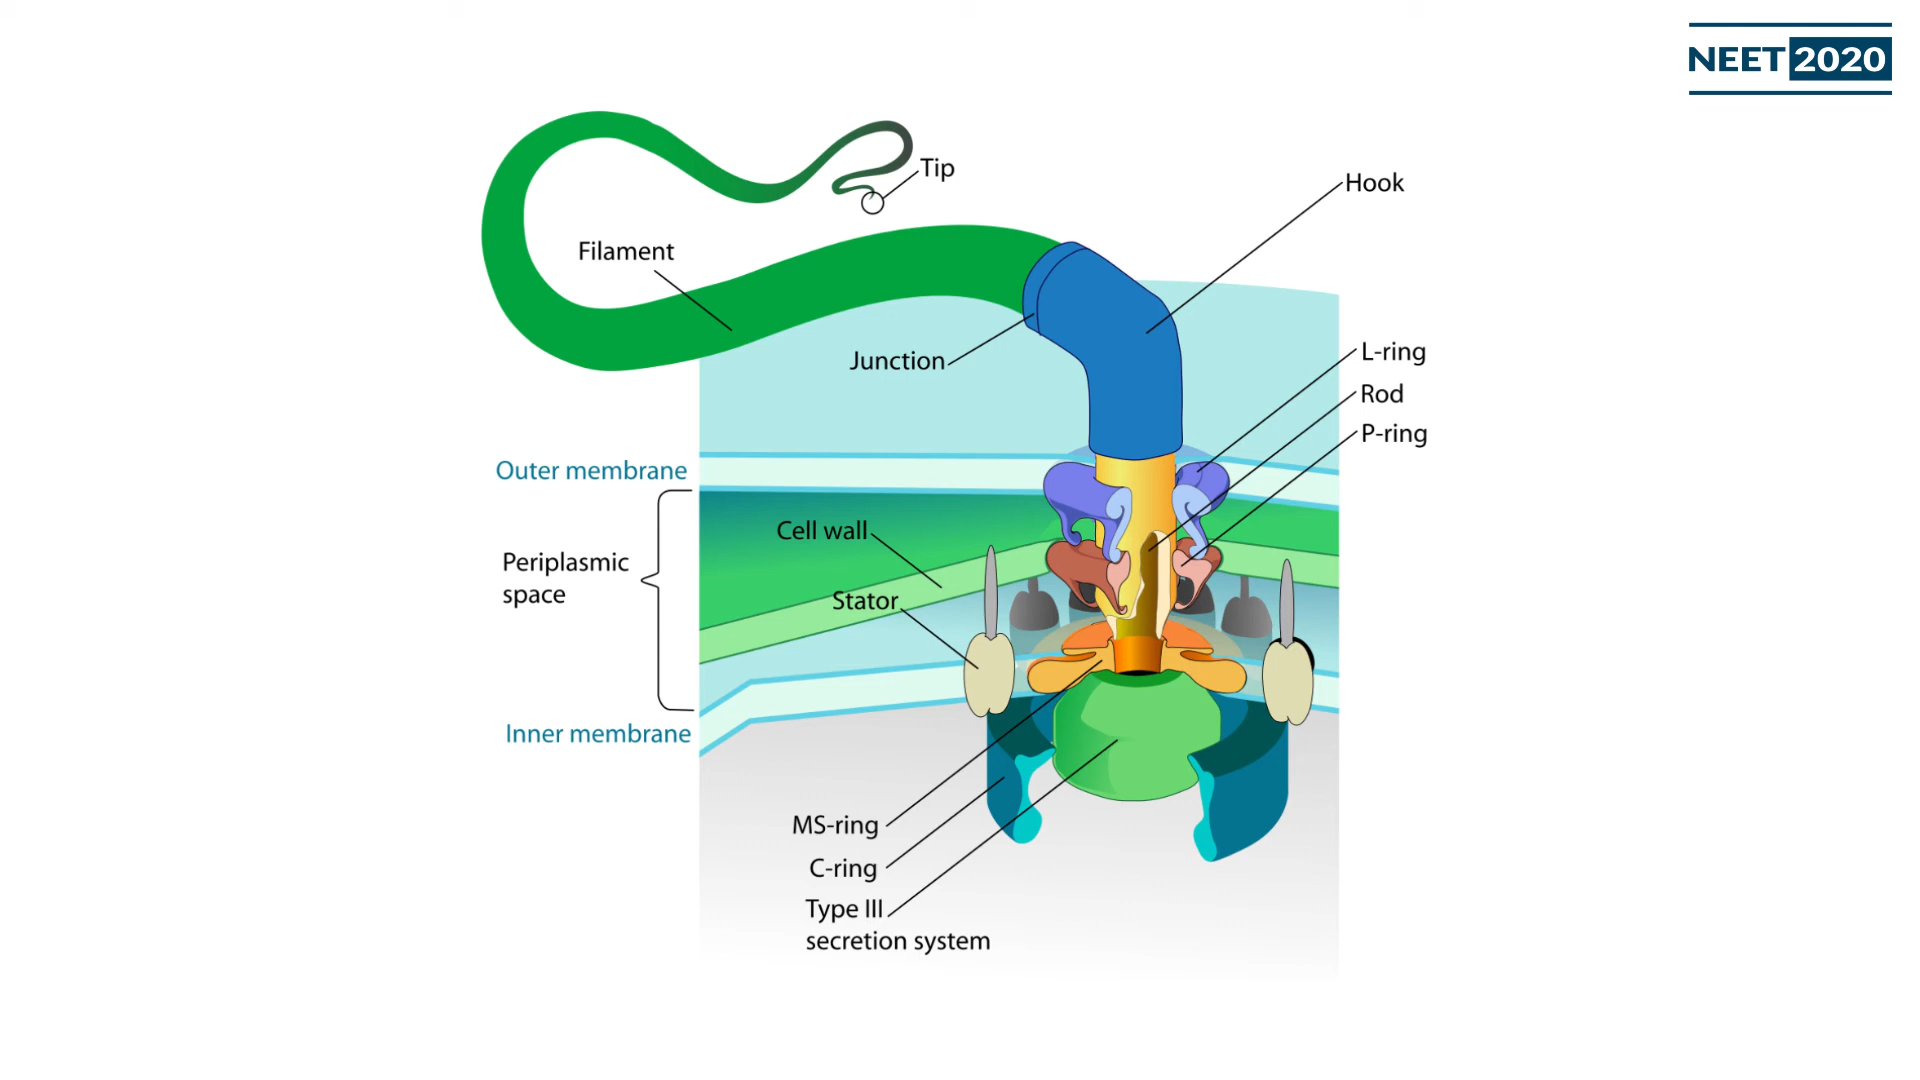 NEET 2020
Tip
Hook
Filament
L-ring
Junction
Rod
P-ring
Outer membrane
Cell wall
Periplasmic
space
Stator
Inner membrane
MS-ring
C-ring
Type III
secretion system